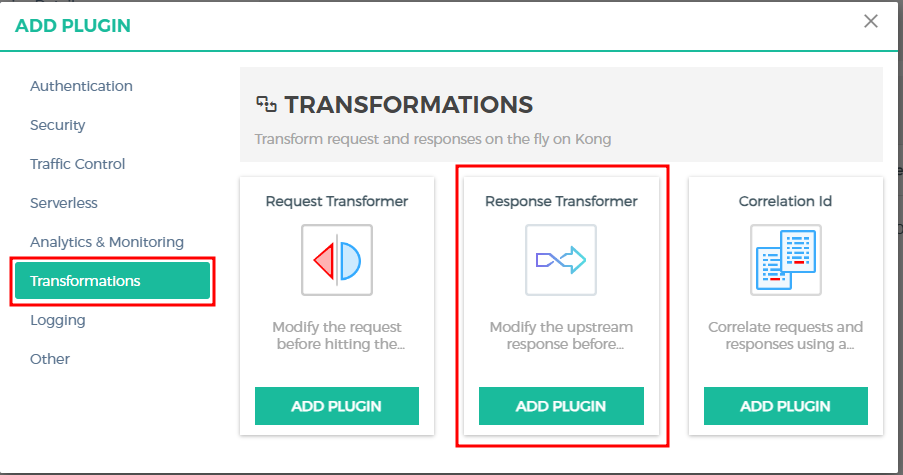 ADD PLUGIN
Authentication
Security
Traffic Control
Serverless
Analytics & Monitoring
Transformations
Logging
Other
TRANSFORMATIONS
Transform request and responses on the fly on Kong
Request Transformer
Modify the request
before hitting the...
ADD PLUGIN
Response Transformer
Modify the upstream
response before...
ADD PLUGIN
Correlation Id
Correlate requests and
responses using a...
ADD PLUGIN